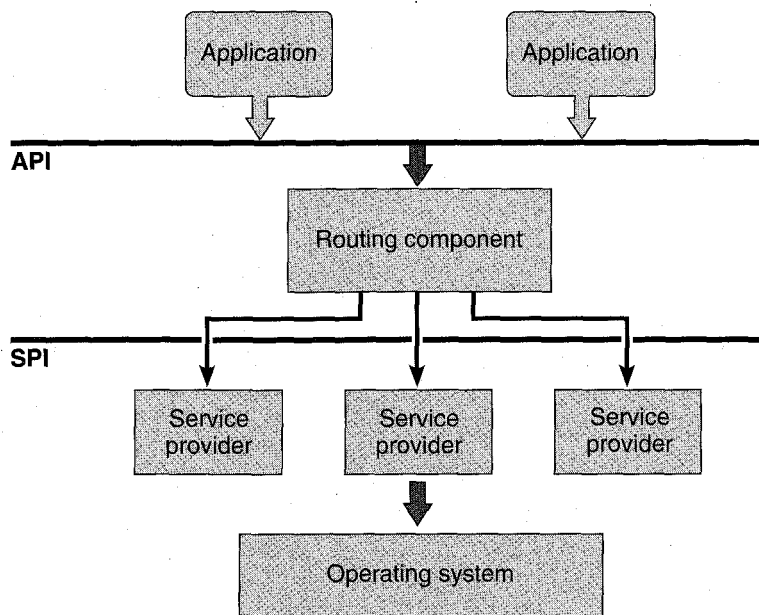 Application
Application
API
Routing component
SPI
Service
provider
Service
provider
Service
provider
Operating system